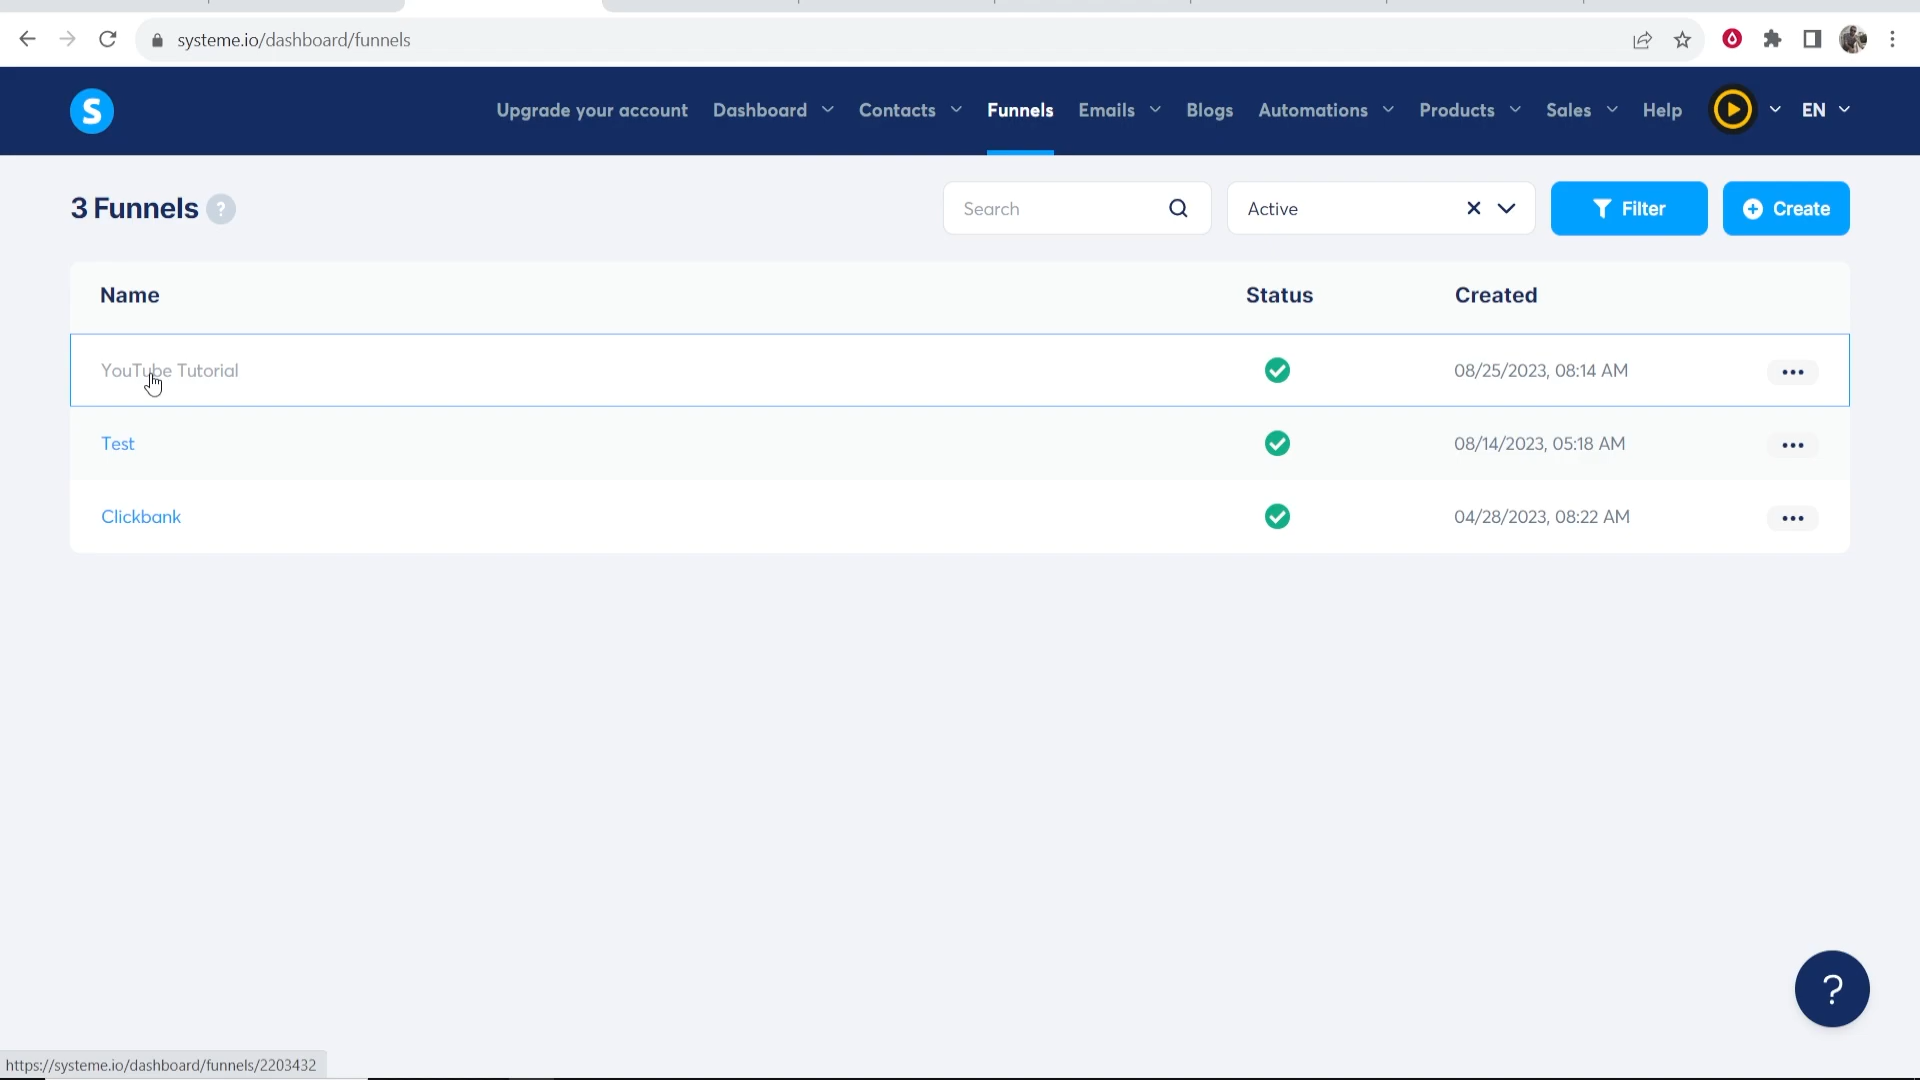 systeme.io/dashboard/funnels
S Upgrade your account Dashboard Contacts Funnels Emails Blogs Automations Products Sales Help EN
3 Funnels ? Search Active Filter Create
Name Status Created
YouTube Tutorial 08/25/2023, 08:14 AM
Test 08/14/2023, 05:18 AM
Clickbank 04/28/2023, 08:22 AM
?
https://systeme.io/dashboard/funnels/2203432